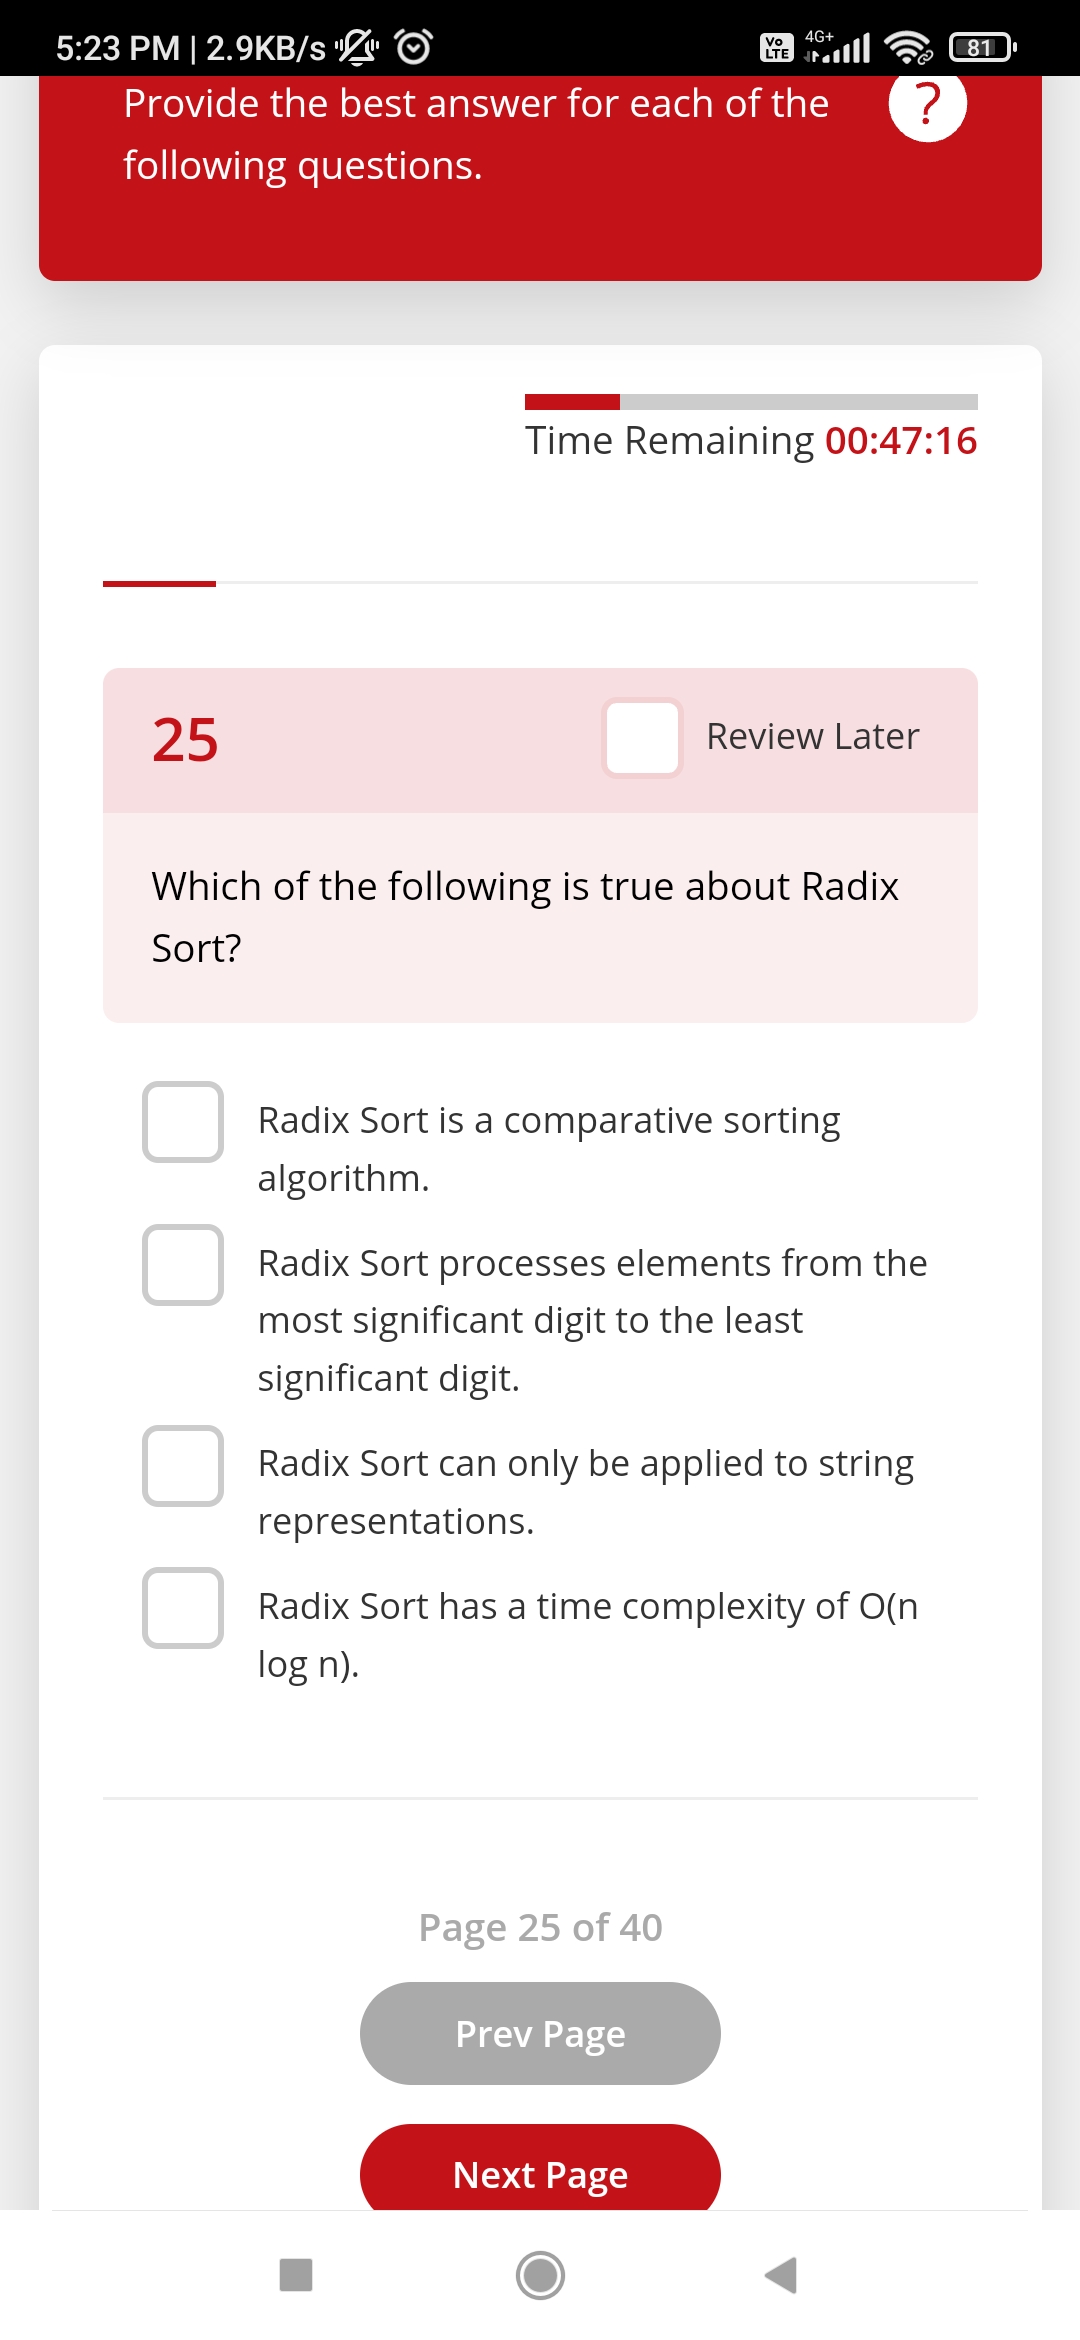 5:23 PM | 2.9KB/s Vo LTE 4G+ 81
Provide the best answer for each of the ?
following questions.
Time Remaining 00:47:16
25 Review Later
Which of the following is true about Radix
Sort?
Radix Sort is a comparative sorting
algorithm.
Radix Sort processes elements from the
most significant digit to the least
significant digit.
Radix Sort can only be applied to string
representations.
Radix Sort has a time complexity of O(n
log n).
Page 25 of 40
Prev Page
Next Page